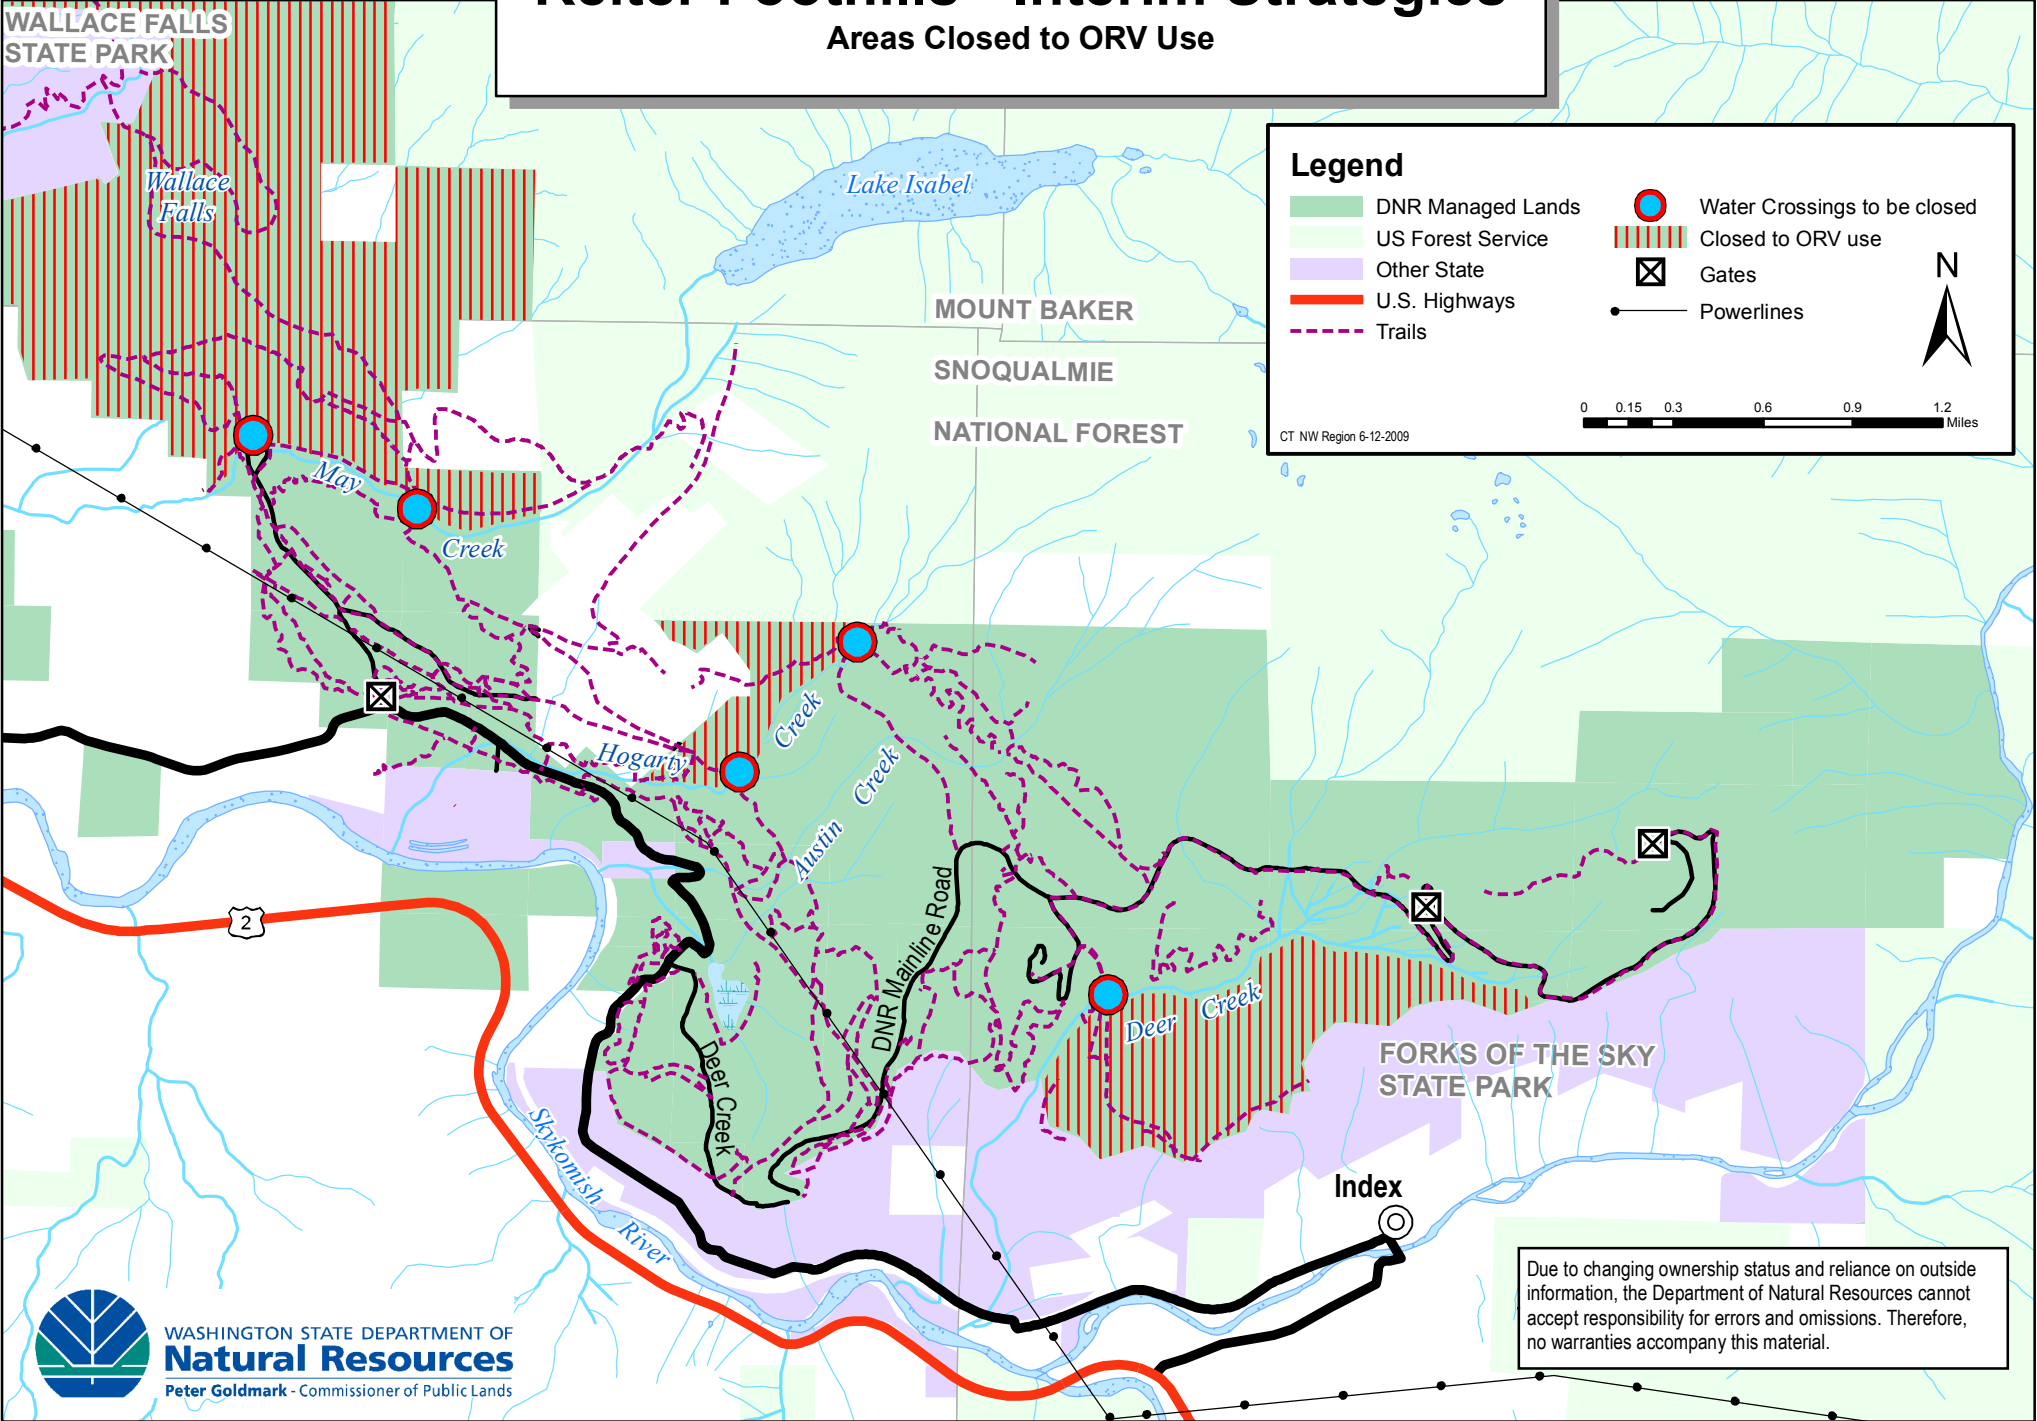 Reiter Foothills - Interim Strategies
Areas Closed to ORV Use
WALLACE FALLS
STATE PARK
Wallace
Falls
Lake Isabel
Legend
DNR Managed Lands
US Forest Service
Other State
U.S. Highways
Trails
Water Crossings to be closed
Closed to ORV use
Gates
Powerlines
N
0 0.15 0.3 0.6 0.9 1.2
Miles
CT NW Region 6-12-2009
MOUNT BAKER
SNOQUALMIE
NATIONAL FOREST
May
Creek
Hogarty
Creek
Austin
Creek
DNR Mainline Road
2
Deer Creek
Deer Creek
FORKS OF THE SKY
STATE PARK
Skykomish
River
Index
WASHINGTON STATE DEPARTMENT OF
Natural Resources
Peter Goldmark - Commissioner of Public Lands
Due to changing ownership status and reliance on outside
information, the Department of Natural Resources cannot
accept responsibility for errors and omissions. Therefore,
no warranties accompany this material.